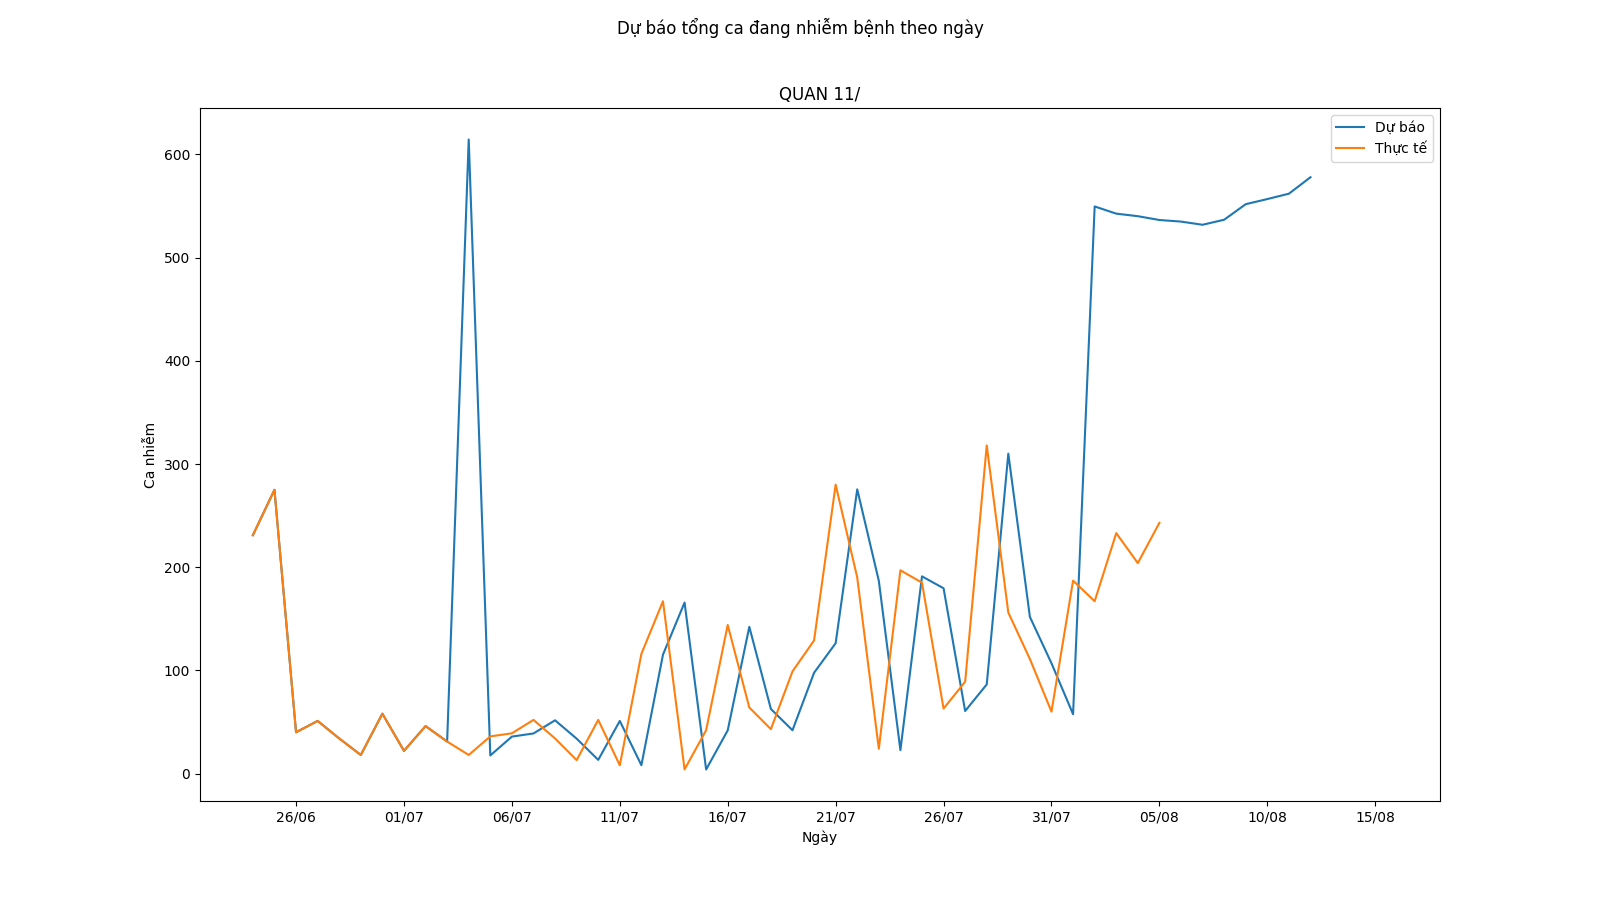 Dự báo tổng ca đang nhiễm bệnh theo ngày
QUAN 11/
Dự báo
Thực tế
600
500
400
300
200
100
0
Ca nhiễm
26/06 01/07 06/07 11/07 16/07 21/07 26/07 31/07 05/08 10/08 15/08
Ngày